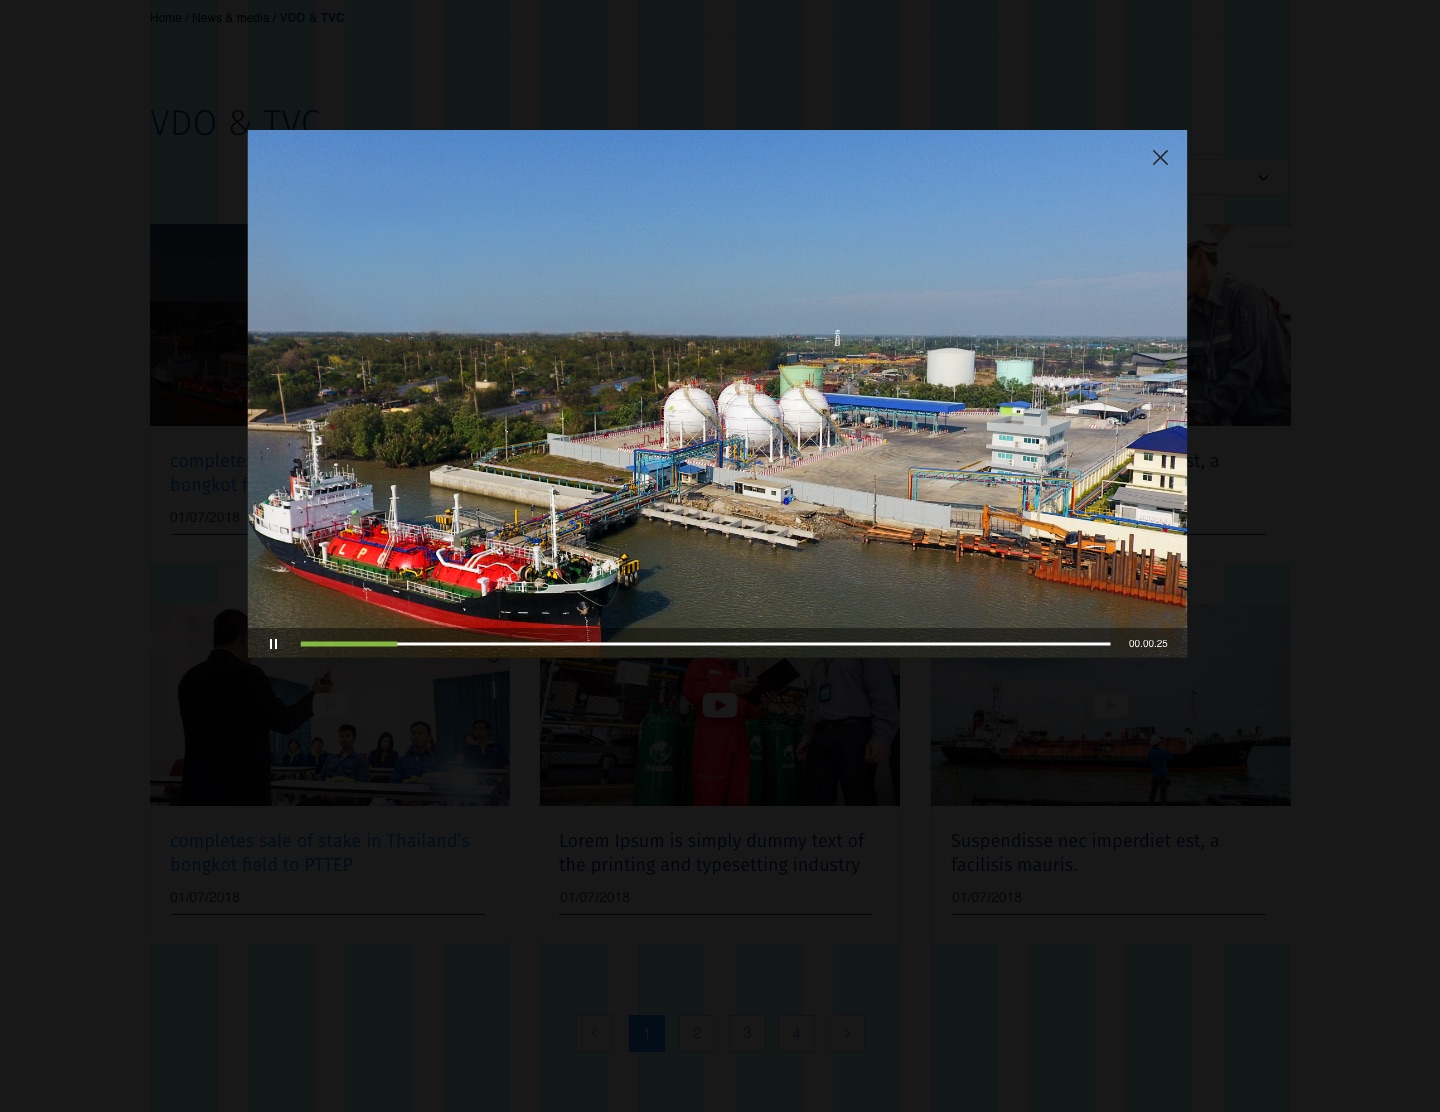 Home / News & media / VDO & TVC
VDO & TVC
L P
complete
bongkot f
01/07/2018
st, a
00.00.25
completes sale of stake in Thailand's
bongkot field to PTTEP
01/07/2018
Lorem Ipsum is simply dummy text of
the printing and typesetting industry
01/07/2018
Suspendisse nec imperdiet est, a
facilisis mauris.
01/07/2018
1 2 3 4